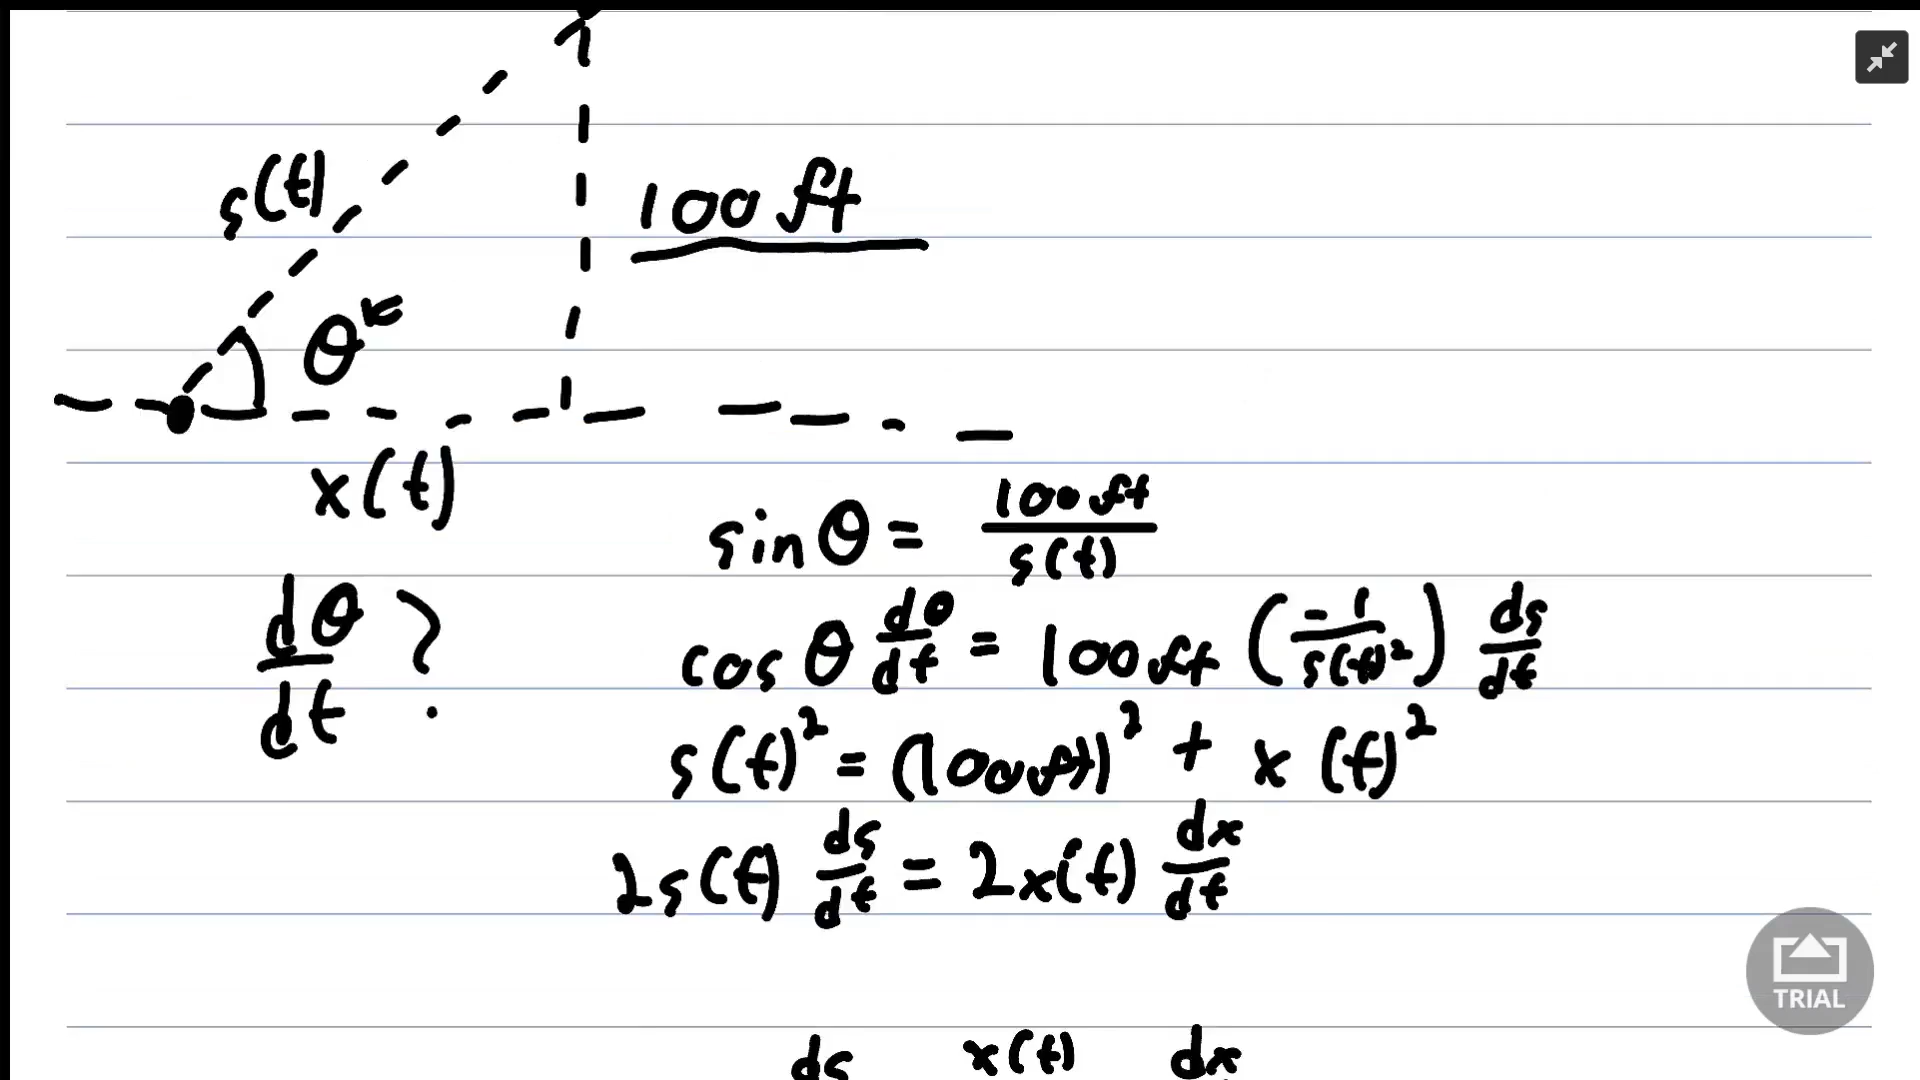 s(t)
100 ft
θ
x(t)
sin θ = 100 ft / s(t)
dθ/dt ?
cos θ dθ/dt = 100 ft (-1/s(t)²) ds/dt
s(t)² = (100 ft)² + x(t)²
2s(t) ds/dt = 2x(t) dx/dt
TRIAL
ds x(t) dx